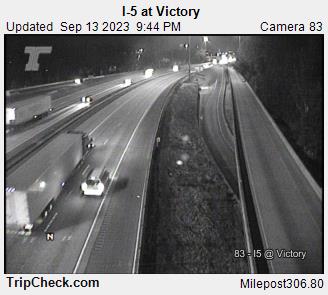 I-5 at Victory
Updated Sep 13 2023 9:44 PM Camera 83
T
N
83 - I5 @ Victory
TripCheck.com Milepost306.80